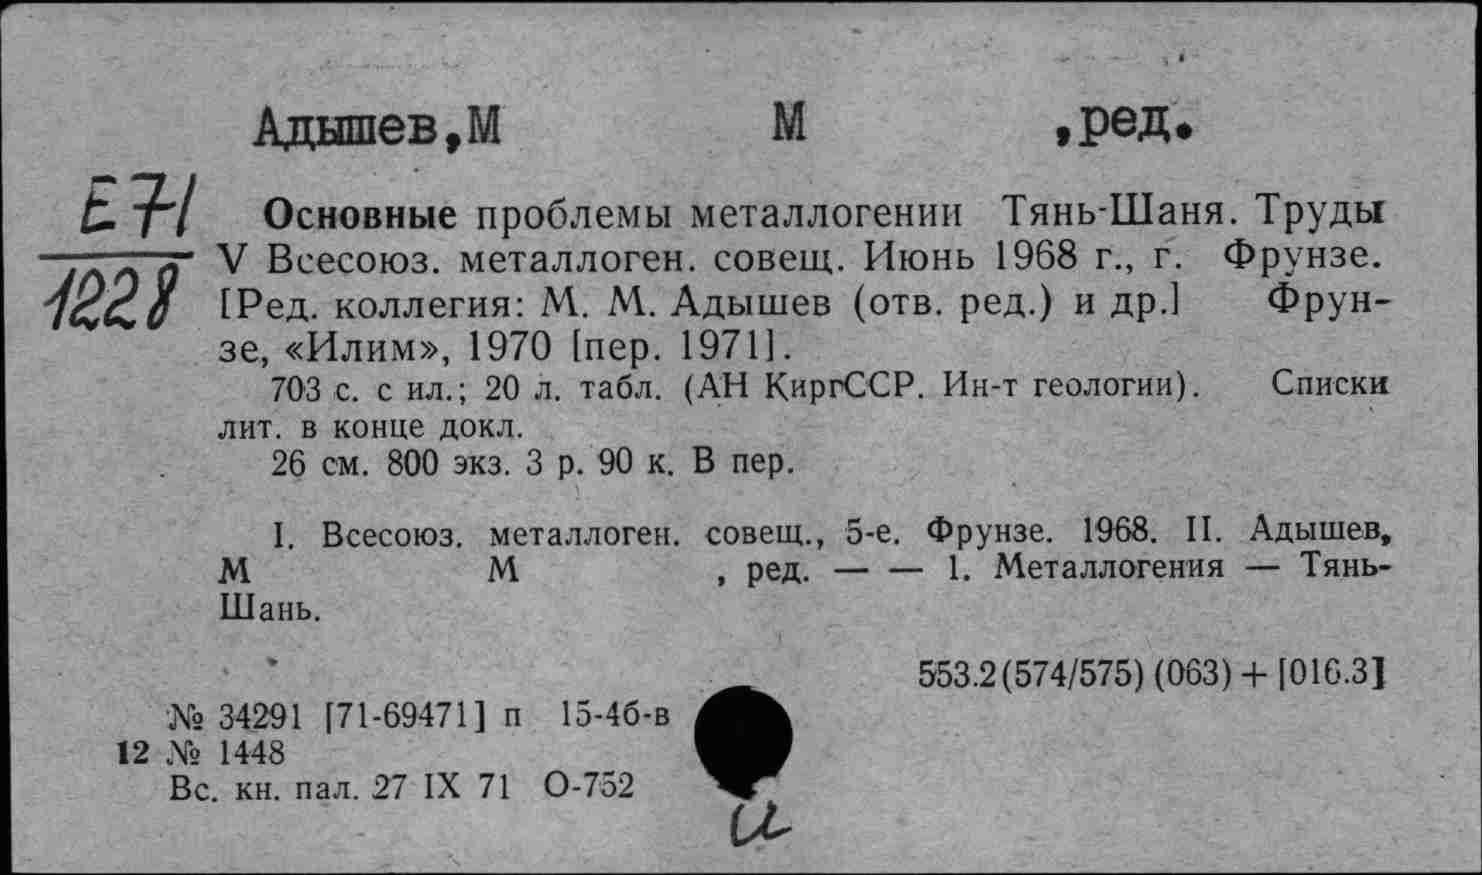 Адышев,М М ,ред.
Е71
1228
Основные проблемы металлогении Тянь-Шаня. Труды
V Всесоюз. металлоген. совещ. Июнь 1968 г., г. Фрунзе.
[Ред. коллегия: М. М. Адышев (отв. ред.) и др.] Фрун-
зе, «Илим», 1970 [пер. 1971].
703 с. с ил.; 20 л. табл. (АН КиргССР. Ин-т геологии). Списки
лит. в конце докл.
26 см. 800 экз. 3 р. 90 к. В пер.
I. Всесоюз. металлоген. совещ., 5-е. Фрунзе. 1968. II. Адышев,
М М , ред. — — 1. Металлогения — Тянь-
Шань.
553.2(574/575) (063) + [016.3]
№ 34291 [71-69471] п 15-4б-в
12 № 1448
Вс. кн. пал. 27 IX 71 О-752
и